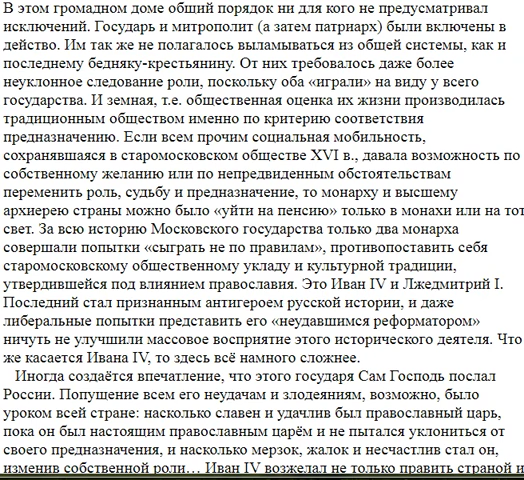 В этом громадном доме общий порядок ни для кого не предусматривал
исключений. Государь и митрополит (а затем патриарх) были включены в
действо. Им так же не полагалось выламываться из общей системы, как и
последнему бедняку-крестьянину. От них требовалось даже более
неуклонное следование роли, поскольку оба «играли» на виду у всего
государства. И земная, т.е. общественная оценка их жизни производилась
традиционным обществом именно по критерию соответствия
предназначению. Если всем прочим социальная мобильность,
сохранявшаяся в старомосковском обществе XVI в., давала возможность по
собственному желанию или по непредвиденным обстоятельствам
переменить роль, судьбу и предназначение, то монарху и высшему
архиерею страны можно было «уйти на пенсию» только в монахи или на тот
свет. За всю историю Московского государства только два монарха
совершали попытки «сыграть не по правилам», противопоставить себя
старомосковскому общественному укладу и культурной традиции,
утвердившейся под влиянием православия. Это Иван IV и Лжедмитрий I.
Последний стал признанным антигероем русской истории, и даже
либеральные попытки представить его «неудавшимся реформатором»
ничуть не улучшили массовое восприятие этого исторического деятеля. Что
же касается Ивана IV, то здесь всё намного сложнее.
Иногда создаётся впечатление, что этого государя Сам Господь послал
России. Попущение всем его неудачам и злодеяниям, возможно, было
уроком всей стране: насколько славен и удачлив был православный царь,
пока он был настоящим православным царём и не пытался уклониться от
своего предназначения, и насколько мерзок, жалок и несчастлив стал он,
изменив собственной роли… Иван IV возжелал не только править страной и